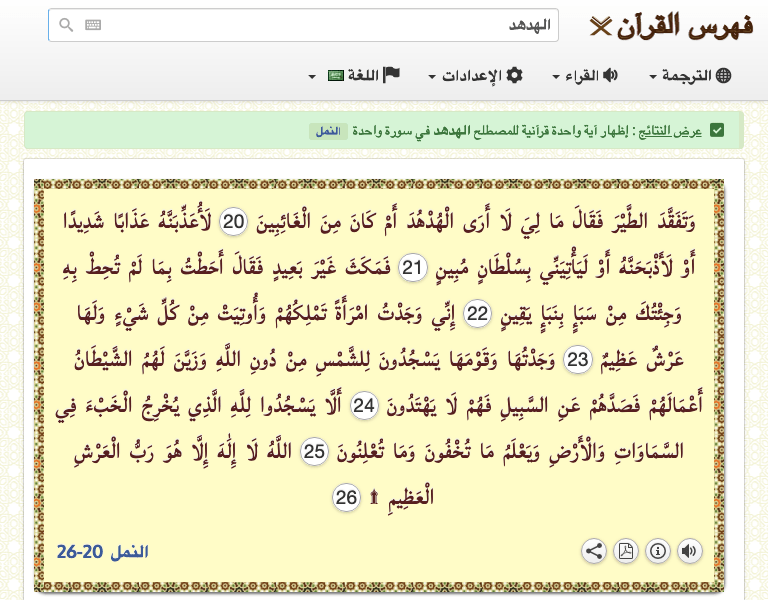 فهرس القرآن
الهدهد
الترجمة
القراء
الإعدادات
اللغة
عرض النتائج : إظهار آية واحدة قرآنية للمصطلح الهدهد في سورة واحدة النمل
وَتَفَقَّدَ الطَّيْرَ فَقَالَ مَا لِيَ لَا أَرَى الْهُدْهُدَ أَمْ كَانَ مِنَ الْغَائِبِينَ 20 لَأُعَذِّبَنَّهُ عَذَابًا شَدِيدًا
أَوْ لَأَذْبَحَنَّهُ أَوْ لَيَأْتِيَنِّي بِسُلْطَانٍ مُبِينٍ 21 فَمَكَثَ غَيْرَ بَعِيدٍ فَقَالَ أَحَطْتُ بِمَا لَمْ تُحِطْ بِهِ
وَجِئْتُكَ مِنْ سَبَإٍ بِنَبَإٍ يَقِينٍ 22 إِنِّي وَجَدْتُ امْرَأَةً تَمْلِكُهُمْ وَأُوتِيَتْ مِنْ كُلِّ شَيْءٍ وَلَهَا
عَرْشٌ عَظِيمٌ 23 وَجَدْتُهَا وَقَوْمَهَا يَسْجُدُونَ لِلشَّمْسِ مِنْ دُونِ اللَّهِ وَزَيَّنَ لَهُمُ الشَّيْطَانُ
أَعْمَالَهُمْ فَصَدَّهُمْ عَنِ السَّبِيلِ فَهُمْ لَا يَهْتَدُونَ 24 أَلَّا يَسْجُدُوا لِلَّهِ الَّذِي يُخْرِجُ الْخَبْءَ فِي
السَّمَاوَاتِ وَالْأَرْضِ وَيَعْلَمُ مَا تُخْفُونَ وَمَا تُعْلِنُونَ 25 اللَّهُ لَا إِلَٰهَ إِلَّا هُوَ رَبُّ الْعَرْشِ
الْعَظِيمِ ۩ 26
النمل 20-26